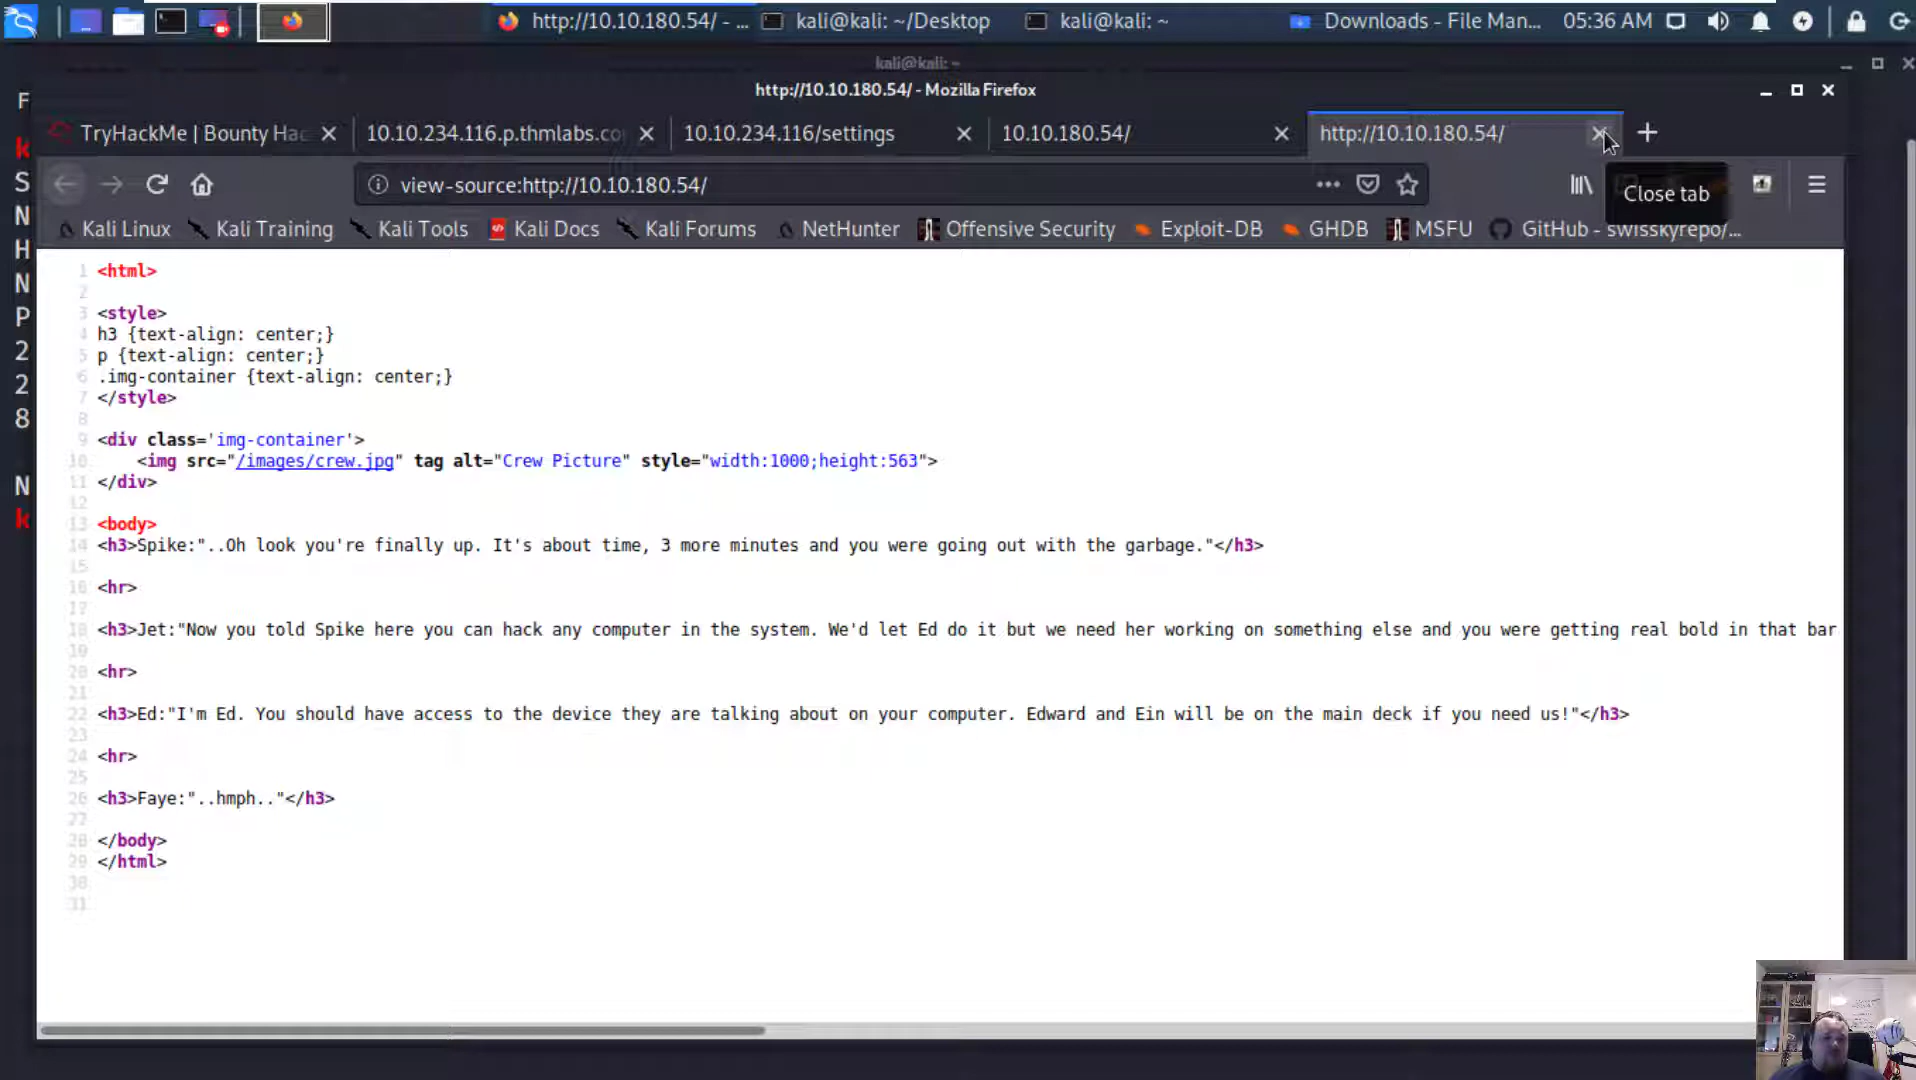 http://10.10.180.54/ - ...
kali@kali: ~/Desktop
kali@kali: ~
Downloads - File Man...
05:36 AM
kali@kali: ~
http://10.10.180.54/ - Mozilla Firefox
TryHackMe | Bounty Hac
10.10.234.116.p.thmlabs.co
10.10.234.116/settings
10.10.180.54/
http://10.10.180.54/
view-source:http://10.10.180.54/
Close tab
Kali Linux
Kali Training
Kali Tools
Kali Docs
Kali Forums
NetHunter
Offensive Security
Exploit-DB
GHDB
MSFU
GitHub - swisskyrepo/...
F
k
S
N
H
N
P
2
2
8
N
k
1 <html>
2
3 <style>
4 h3 {text-align: center;}
5 p {text-align: center;}
6 .img-container {text-align: center;}
7 </style>
8
9 <div class='img-container'>
10 <img src="/images/crew.jpg" tag alt="Crew Picture" style="width:1000;height:563">
11 </div>
12
13 <body>
14 <h3>Spike:"..Oh look you're finally up. It's about time, 3 more minutes and you were going out with the garbage."</h3>
15
16 <hr>
17
18 <h3>Jet:"Now you told Spike here you can hack any computer in the system. We'd let Ed do it but we need her working on something else and you were getting real bold in that bar
19
20 <hr>
21
22 <h3>Ed:"I'm Ed. You should have access to the device they are talking about on your computer. Edward and Ein will be on the main deck if you need us!"</h3>
23
24 <hr>
25
26 <h3>Faye:"..hmph.."</h3>
27
28 </body>
29 </html>
30
31